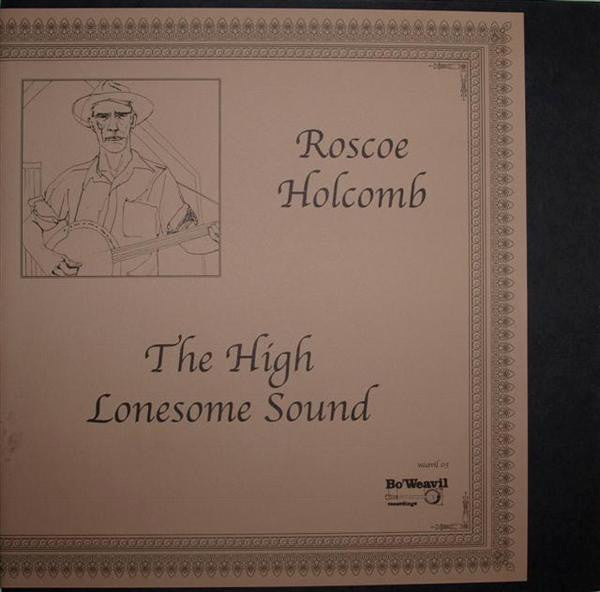 Roscoe
Holcomb
The High
Lonesome Sound
weavil 03
Bo'Weavil
recordings